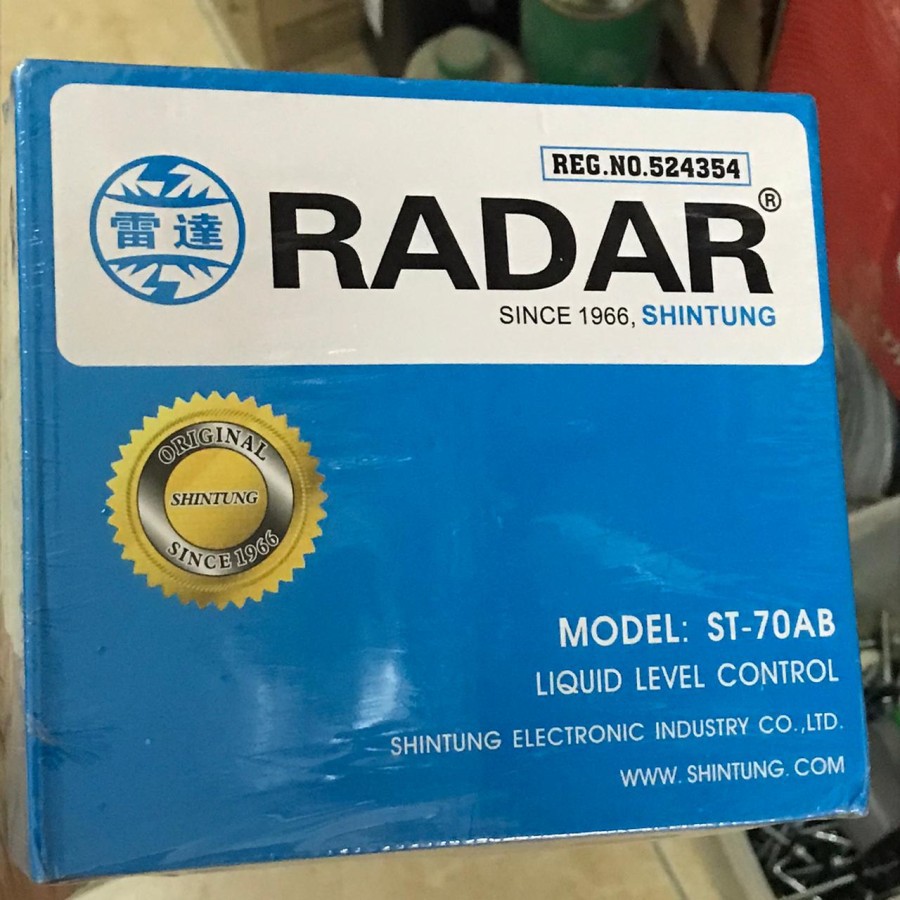 REG.NO.524354
雷達
RADAR®
SINCE 1966, SHINTUNG
ORIGINAL
SHINTUNG
SINCE 1966
MODEL: ST-70AB
LIQUID LEVEL CONTROL
SHINTUNG ELECTRONIC INDUSTRY CO.,LTD.
WWW.SHINTUNG.COM